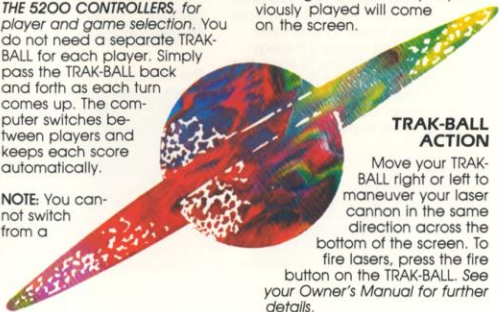 THE 5200 CONTROLLERS, for
player and game selection. You
do not need a separate TRAK-
BALL for each player. Simply
pass the TRAK-BALL back
and forth as each turn
comes up. The com-
puter switches be-
tween players and
keeps each score
automatically.
NOTE: You can-
not switch
from a
viously played will come
on the screen.
TRAK-BALL
ACTION
Move your TRAK-
BALL right or left to
maneuver your laser
cannon in the same
direction across the
bottom of the screen. To
fire lasers, press the fire
button on the TRAK-BALL. See
your Owner's Manual for further
details.